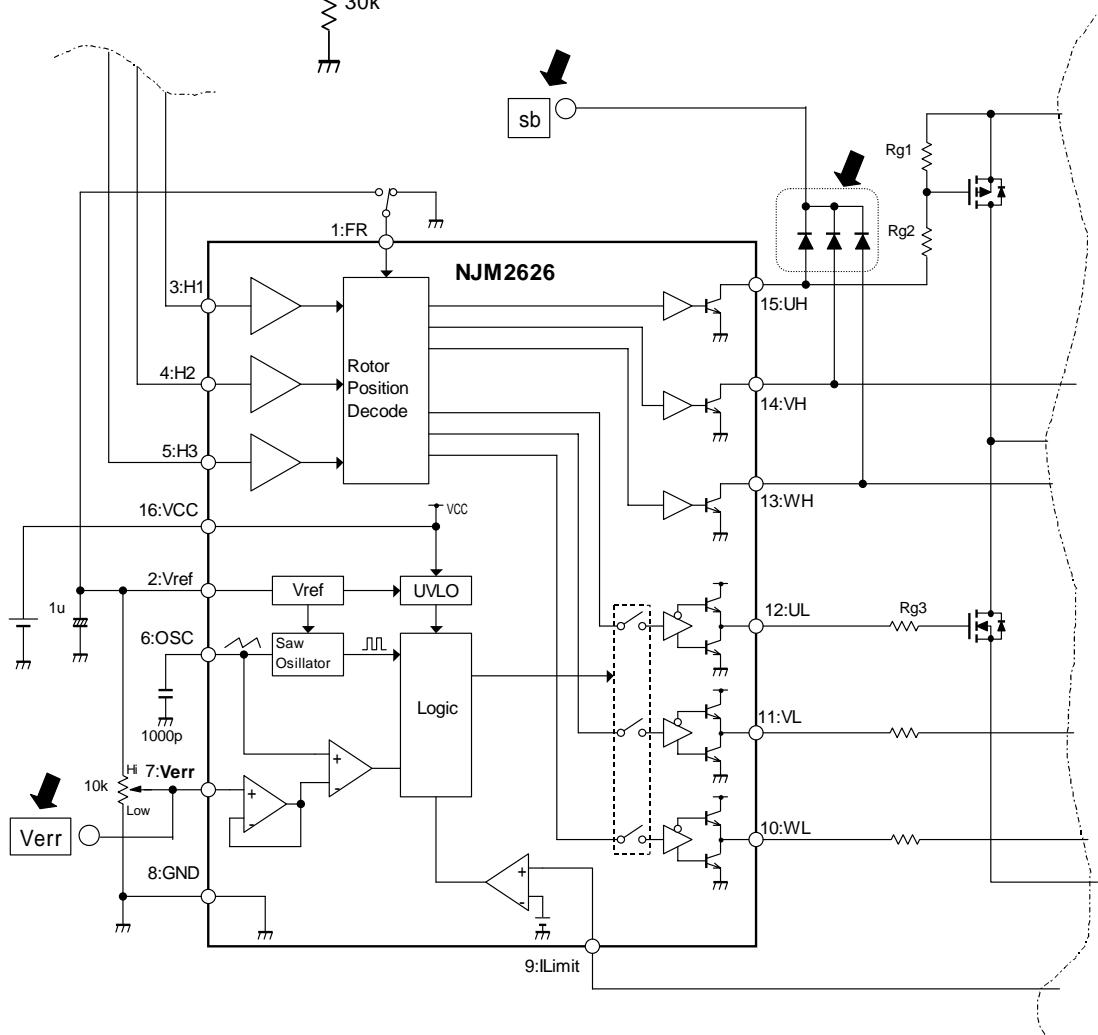 30k
sb
Rg1
Rg2
1:FR
NJM2626
3:H1
15:UH
4:H2
Rotor
Position
Decode
14:VH
5:H3
13:WH
16:VCC
VCC
2:Vref
Vref
UVLO
1u
12:UL
Rg3
6:OSC
Saw
Osillator
Logic
11:VL
1000p
Hi
7:Verr
+
-
+
-
10k
Low
Verr
10:WL
8:GND
+
-
9:ILimit